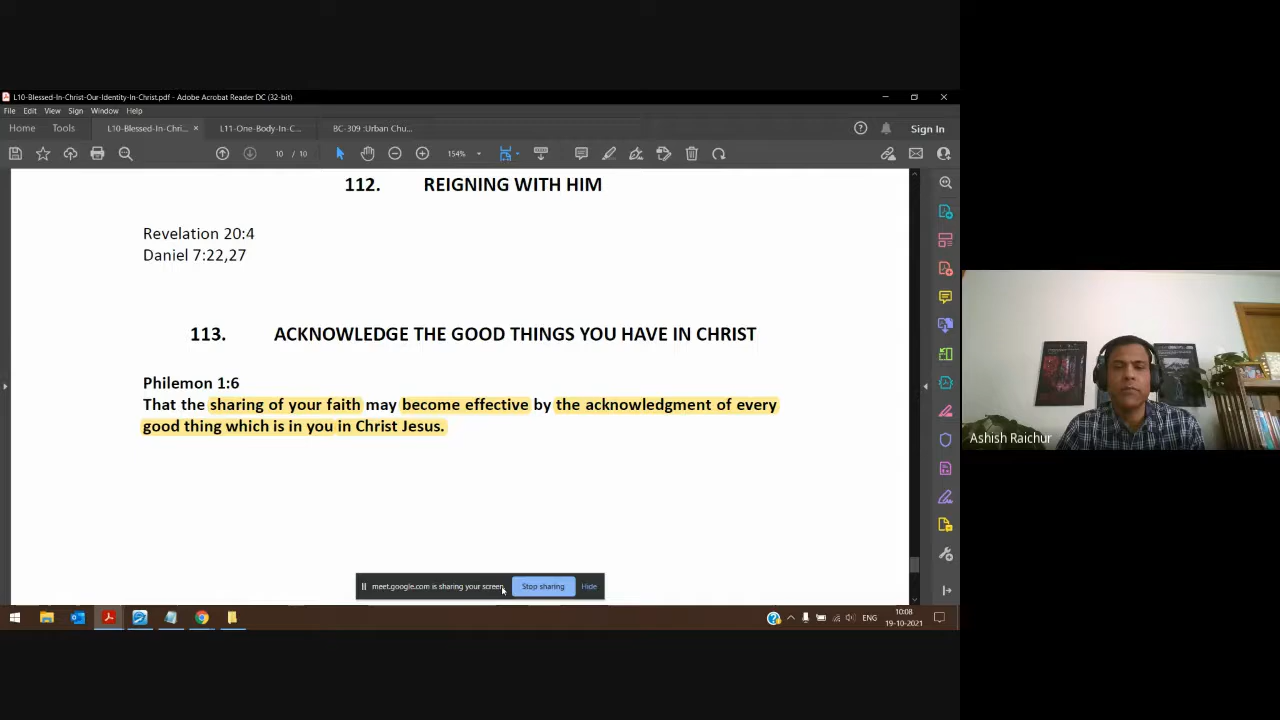 L10-Blessed-In-Christ-Our-Identity-In-Christ.pdf - Adobe Acrobat Reader DC (32-bit)
File Edit View Sign Window Help
Home Tools L10-Blessed-In-Chri... × L11-One-Body-In-C... BC-309 :Urban Chu... Sign In
10 / 10 154%
112. REIGNING WITH HIM
Revelation 20:4
Daniel 7:22,27
113. ACKNOWLEDGE THE GOOD THINGS YOU HAVE IN CHRIST
Philemon 1:6
That the sharing of your faith may become effective by the acknowledgment of every
good thing which is in you in Christ Jesus.
Ashish Raichur
meet.google.com is sharing your screen. Stop sharing Hide
ENG 10:08
19-10-2021